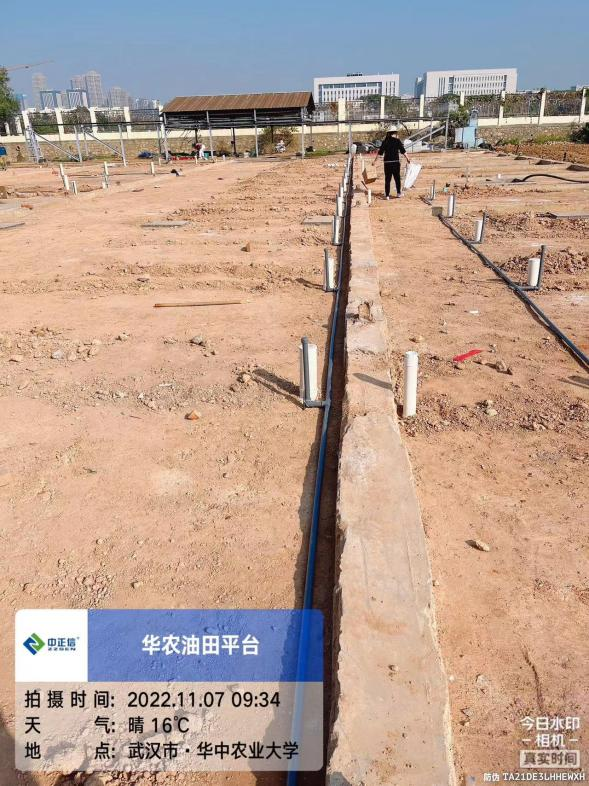 中正信®
ZZSEN
华农油田平台
拍摄时间: 2022.11.07 09:34
天气: 晴 16℃
地点: 武汉市·华中农业大学
今日水印
-相机-
真实时间
防伪 TA21DE3LHHEWXH